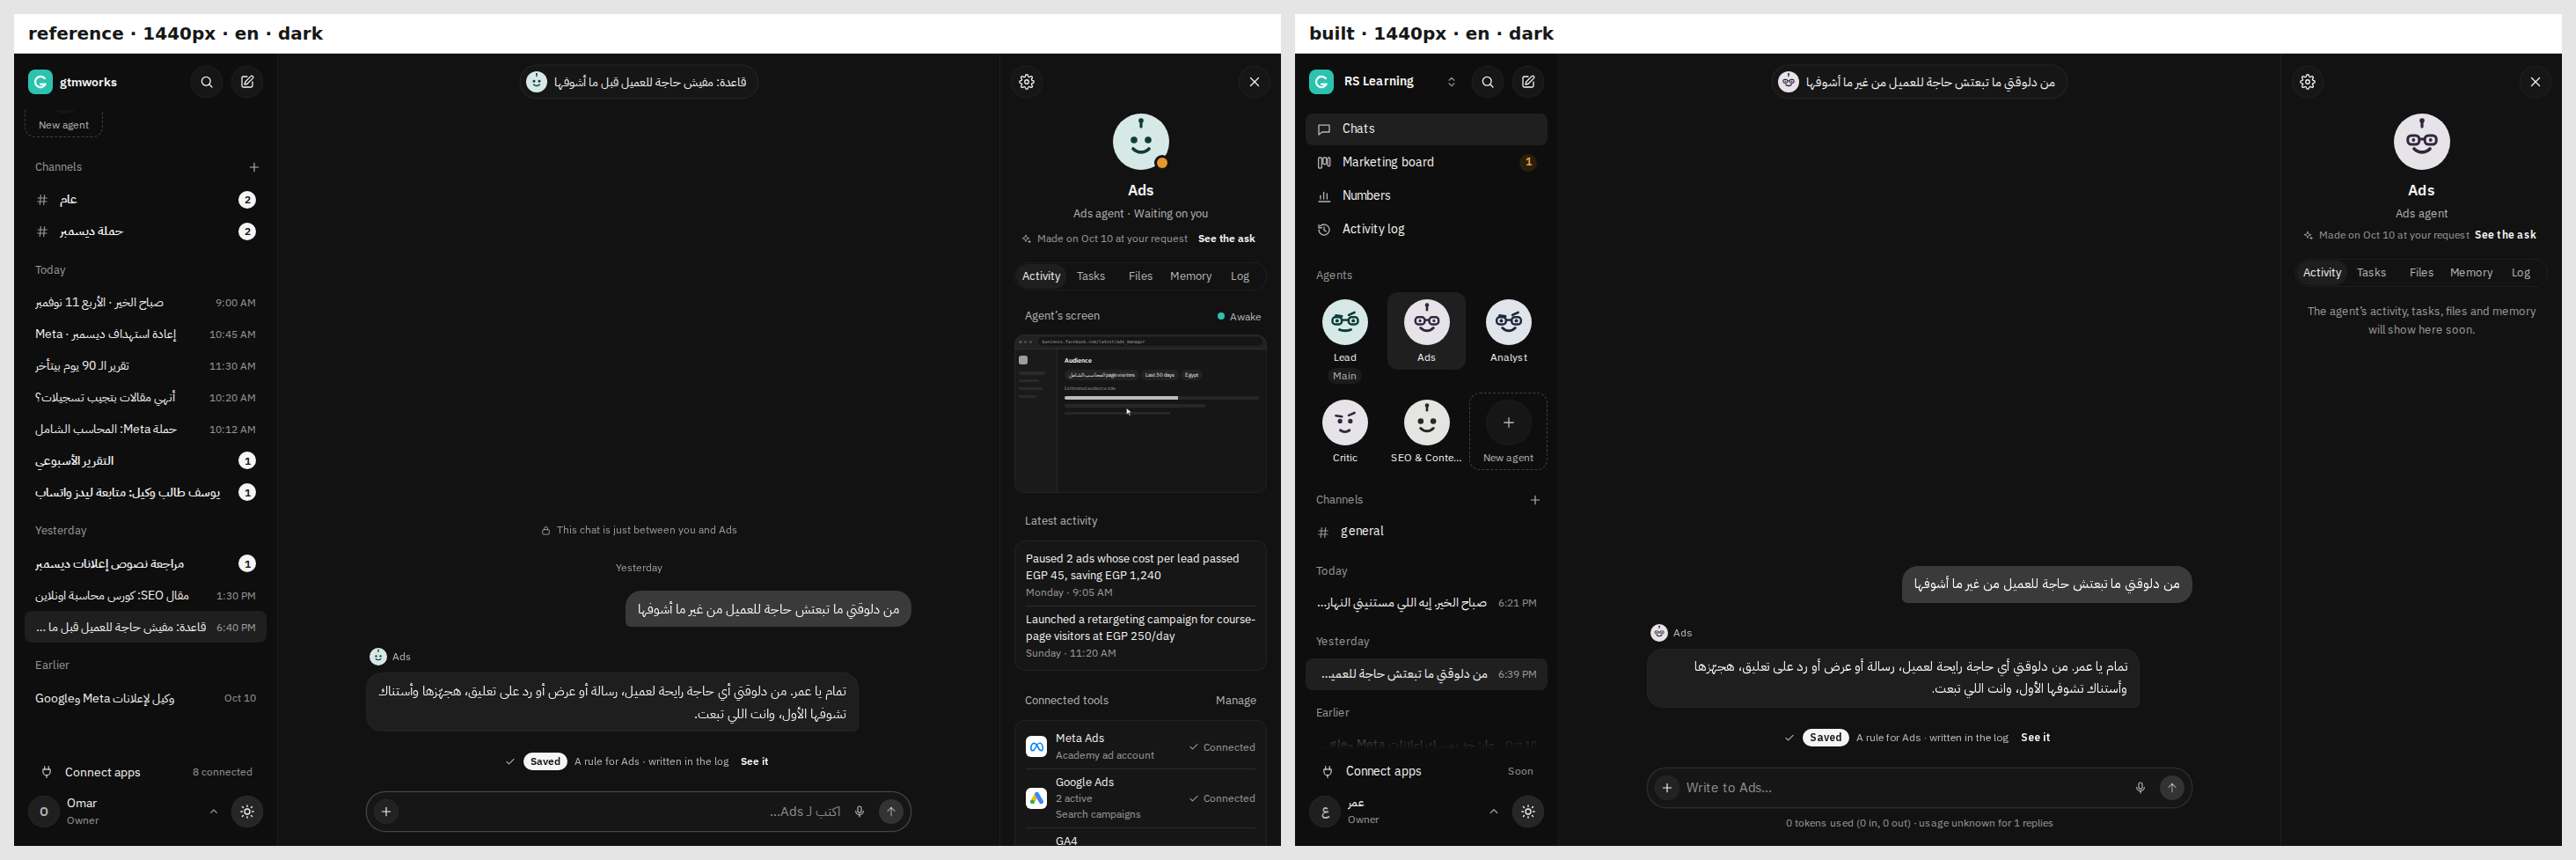 reference · 1440px · en · dark
gtmworks
New agent
Channels
عام
2
حملة ديسمبر
2
Today
صباح الخير · الأربع 11 نوفمبر
9:00 AM
إعادة استهداف ديسمبر · Meta
10:45 AM
تقرير الـ 90 يوم بيتأخر
11:30 AM
أنهي مقالات بتجيب تسجيلات؟
10:20 AM
حملة Meta: المحاسب الشامل
10:12 AM
التقرير الأسبوعي
1
يوسف طالب وكيل: متابعة ليدز واتساب
1
Yesterday
مراجعة نصوص إعلانات ديسمبر
1
مقال SEO: كورس محاسبة اونلاين
1:30 PM
قاعدة: مفيش حاجة للعميل قبل ما ...
6:40 PM
Earlier
وكيل لإعلانات Meta وGoogle
Oct 10
Connect apps
8 connected
O
Omar
Owner
قاعدة: مفيش حاجة للعميل قبل ما أشوفها
This chat is just between you and Ads
Yesterday
من دلوقتي ما تبعتش حاجة للعميل من غير ما أشوفها
Ads
تمام يا عمر. من دلوقتي أي حاجة رايحة لعميل، رسالة أو عرض أو رد على تعليق، هجهّزها وأستناك
تشوفها الأول، وانت اللي تبعت.
Saved
A rule for Ads · written in the log
See it
اكتب لـ Ads...
Ads
Ads agent · Waiting on you
Made on Oct 10 at your request
See the ask
Activity
Tasks
Files
Memory
Log
Agent's screen
Awake
business.facebook.com/latest/ads_manager
Audience
Last 30 days
Egypt
Latest activity
Paused 2 ads whose cost per lead passed
EGP 45, saving EGP 1,240
Monday · 9:05 AM
Launched a retargeting campaign for course-
page visitors at EGP 250/day
Sunday · 11:20 AM
Connected tools
Manage
Meta Ads
Academy ad account
Connected
Google Ads
2 active
Search campaigns
Connected
GA4
built · 1440px · en · dark
RS Learning
Chats
Marketing board
1
Numbers
Activity log
Agents
Lead
Main
Ads
Analyst
Critic
SEO & Conte...
New agent
Channels
general
Today
صباح الخير. إيه اللي مستنيني النهار...
6:21 PM
Yesterday
من دلوقتي ما تبعتش حاجة للعميـ...
6:39 PM
Earlier
Oct 10
Connect apps
Soon
ع
عمر
Owner
من دلوقتي ما تبعتش حاجة للعميل من غير ما أشوفها
من دلوقتي ما تبعتش حاجة للعميل من غير ما أشوفها
Ads
تمام يا عمر. من دلوقتي أي حاجة رايحة لعميل، رسالة أو عرض أو رد على تعليق، هجهّزها
وأستناك تشوفها الأول، وانت اللي تبعت.
Saved
A rule for Ads · written in the log
See it
Write to Ads...
0 tokens used (0 in, 0 out) · usage unknown for 1 replies
Ads
Ads agent
Made on Oct 10 at your request
See the ask
Activity
Tasks
Files
Memory
Log
The agent's activity, tasks, files and memory
will show here soon.